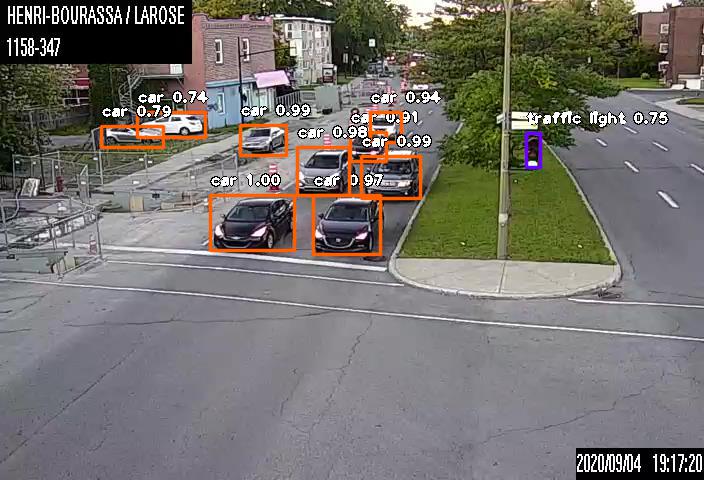 HENRI-BOURASSA / LAROSE
1158-347
car 0.74
car 0.79
car 0.99
car 0.94
car 0.91
car 0.98
car 0.99
car 1.00
car 0.97
traffic light 0.75
2020/09/04 19:17:20